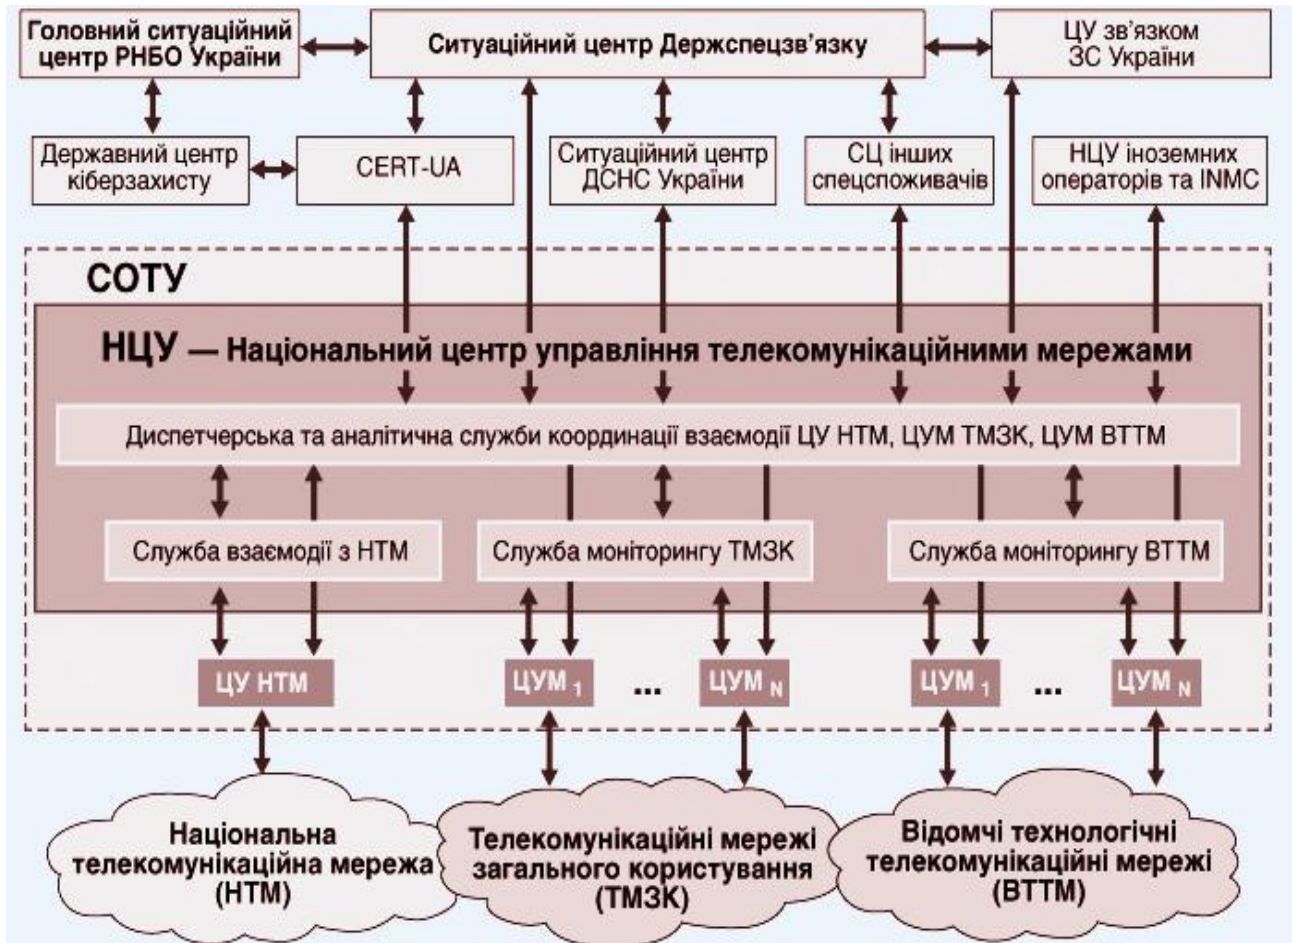 Головний ситуаційний
центр РНБО України
Ситуаційний центр Держспецзв'язку
ЦУ зв'язком
ЗС України
Державний центр
кіберзахисту
CERT-UA
Ситуаційний центр
ДСНС України
СЦ інших
спецспоживачів
НЦУ іноземних
операторів та INMC
СОТУ
НЦУ — Національний центр управління телекомунікаційними мережами
Диспетчерська та аналітична служби координації взаємодії ЦУ НТМ, ЦУМ ТМЗК, ЦУМ ВТТМ
Служба взаємодії з НТМ
Служба моніторингу ТМЗК
Служба моніторингу ВТТМ
ЦУ НТМ
ЦУМ 1
...
ЦУМ N
ЦУМ 1
...
ЦУМ N
Національна
телекомунікаційна мережа
(НТМ)
Телекомунікаційні мережі
загального користування
(ТМЗК)
Відомчі технологічні
телекомунікаційні мережі
(ВТТМ)